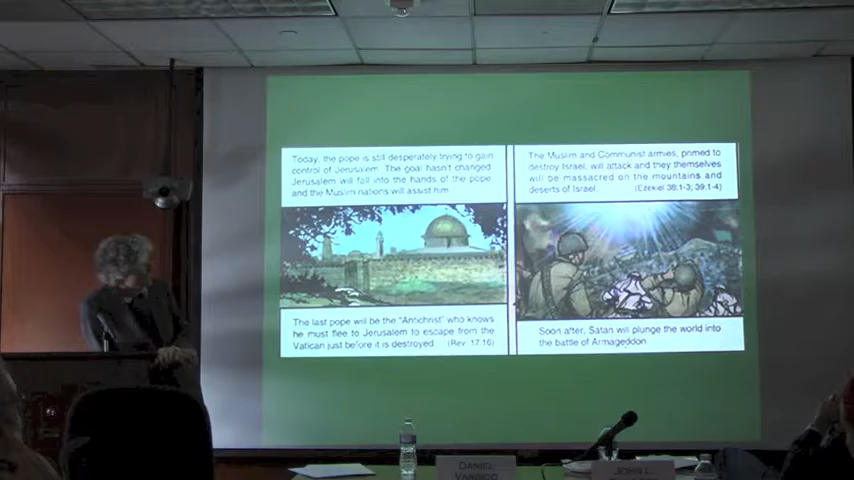 Today, the pope is still desperately trying to gain
control of Jerusalem. The goal hasn't changed.
Jerusalem will fall into the hands of the pope
and the Muslim nations will assist him.
The last pope will be the "Antichrist" who knows
he must flee to Jerusalem to escape from the
Vatican just before it is destroyed. (Rev. 17:16)
The Muslim and Communist armies, primed to
destroy Israel, will attack and they themselves
will be massacred on the mountains and
deserts of Israel. (Ezekiel 38:1-3; 39:1-4)
Soon after, Satan will plunge the world into
the battle of Armageddon.
DANIEL
JOHN L.